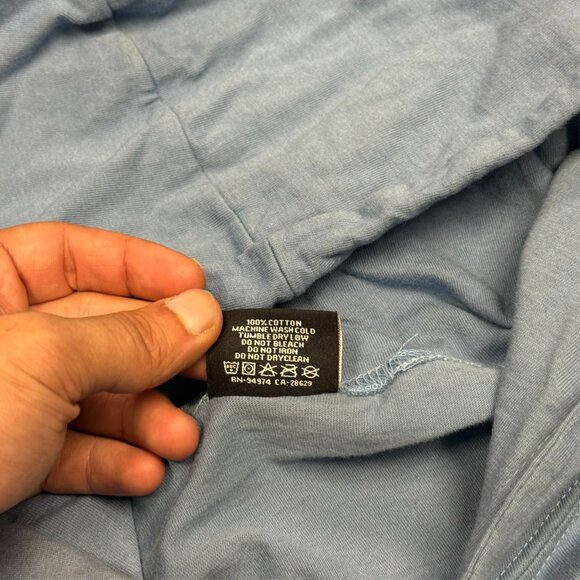 100% COTTON
MACHINE WASH COLD
TUMBLE DRY LOW
DO NOT BLEACH
DO NOT IRON
DO NOT DRYCLEAN
RN-94974 CA-28629